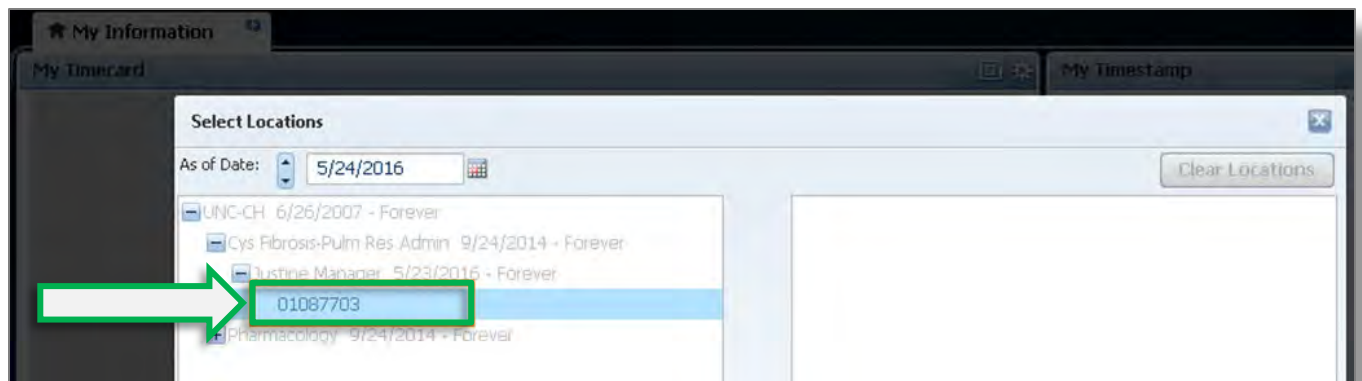 My Information
My Timecard
My Timestamp
Select Locations
As of Date: 5/24/2016
Clear Locations
UNC-CH 6/26/2007 - Forever
Cys Fibrosis-Pulm Res Admin 9/24/2014 - Forever
Justine Manager 5/23/2016 - Forever
01087703
Pharmacology 9/24/2014 - Forever